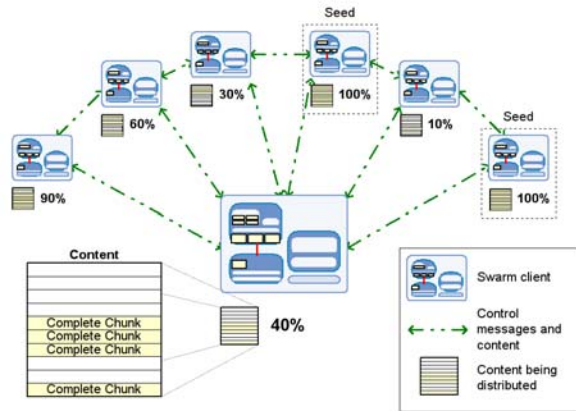 Seed
30%
100%
60%
10%
Seed
90%
100%
Content
Complete Chunk
Complete Chunk
Complete Chunk
Complete Chunk
40%
Swarm client
Control
messages and
content
Content being
distributed